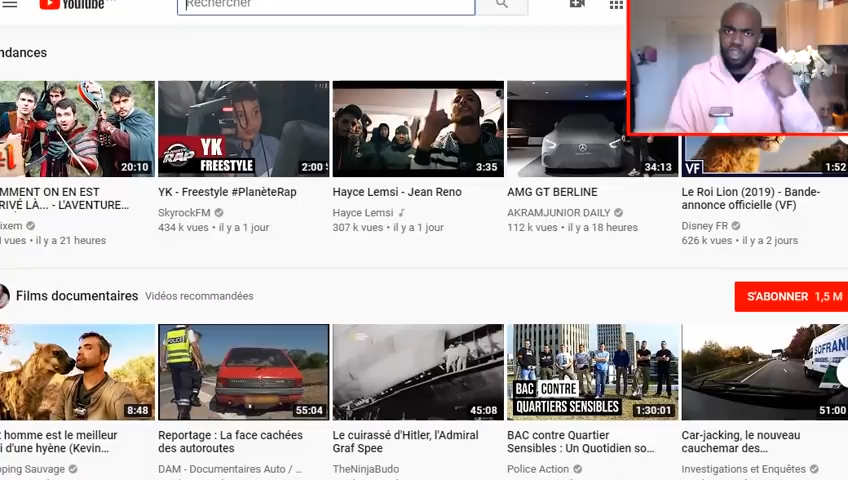 YouTube
Rechercher
ndances
20:10
PLANÈTE RAP YK FREESTYLE 2:00
3:35
34:13
VF 1:52
MMENT ON EN EST
RIVÉ LÀ... - L'AVENTURE...
YK - Freestyle #PlanèteRap
Hayce Lemsi - Jean Reno
AMG GT BERLINE
Le Roi Lion (2019) - Bande-
annonce officielle (VF)
ixem
SkyrockFM
Hayce Lemsi
AKRAMJUNIOR DAILY
Disney FR
vues • il y a 21 heures
434 k vues • il y a 1 jour
307 k vues • il y a 1 jour
112 k vues • il y a 18 heures
626 k vues • il y a 2 jours
Films documentaires Vidéos recommandées
S'ABONNER 1,5 M
8:48
POLICE 55:04
45:08
BAC CONTRE
QUARTIERS SENSIBLES 1:30:01
SOFRAN 51:00
t homme est le meilleur
i d'une hyène (Kevin...
Reportage : La face cachées
des autoroutes
Le cuirassé d'Hitler, l'Admiral
Graf Spee
BAC contre Quartier
Sensibles : Un Quotidien so...
Car-jacking, le nouveau
cauchemar des...
pping Sauvage
DAM - Documentaires Auto / ...
TheNinjaBudo
Police Action
Investigations et Enquêtes